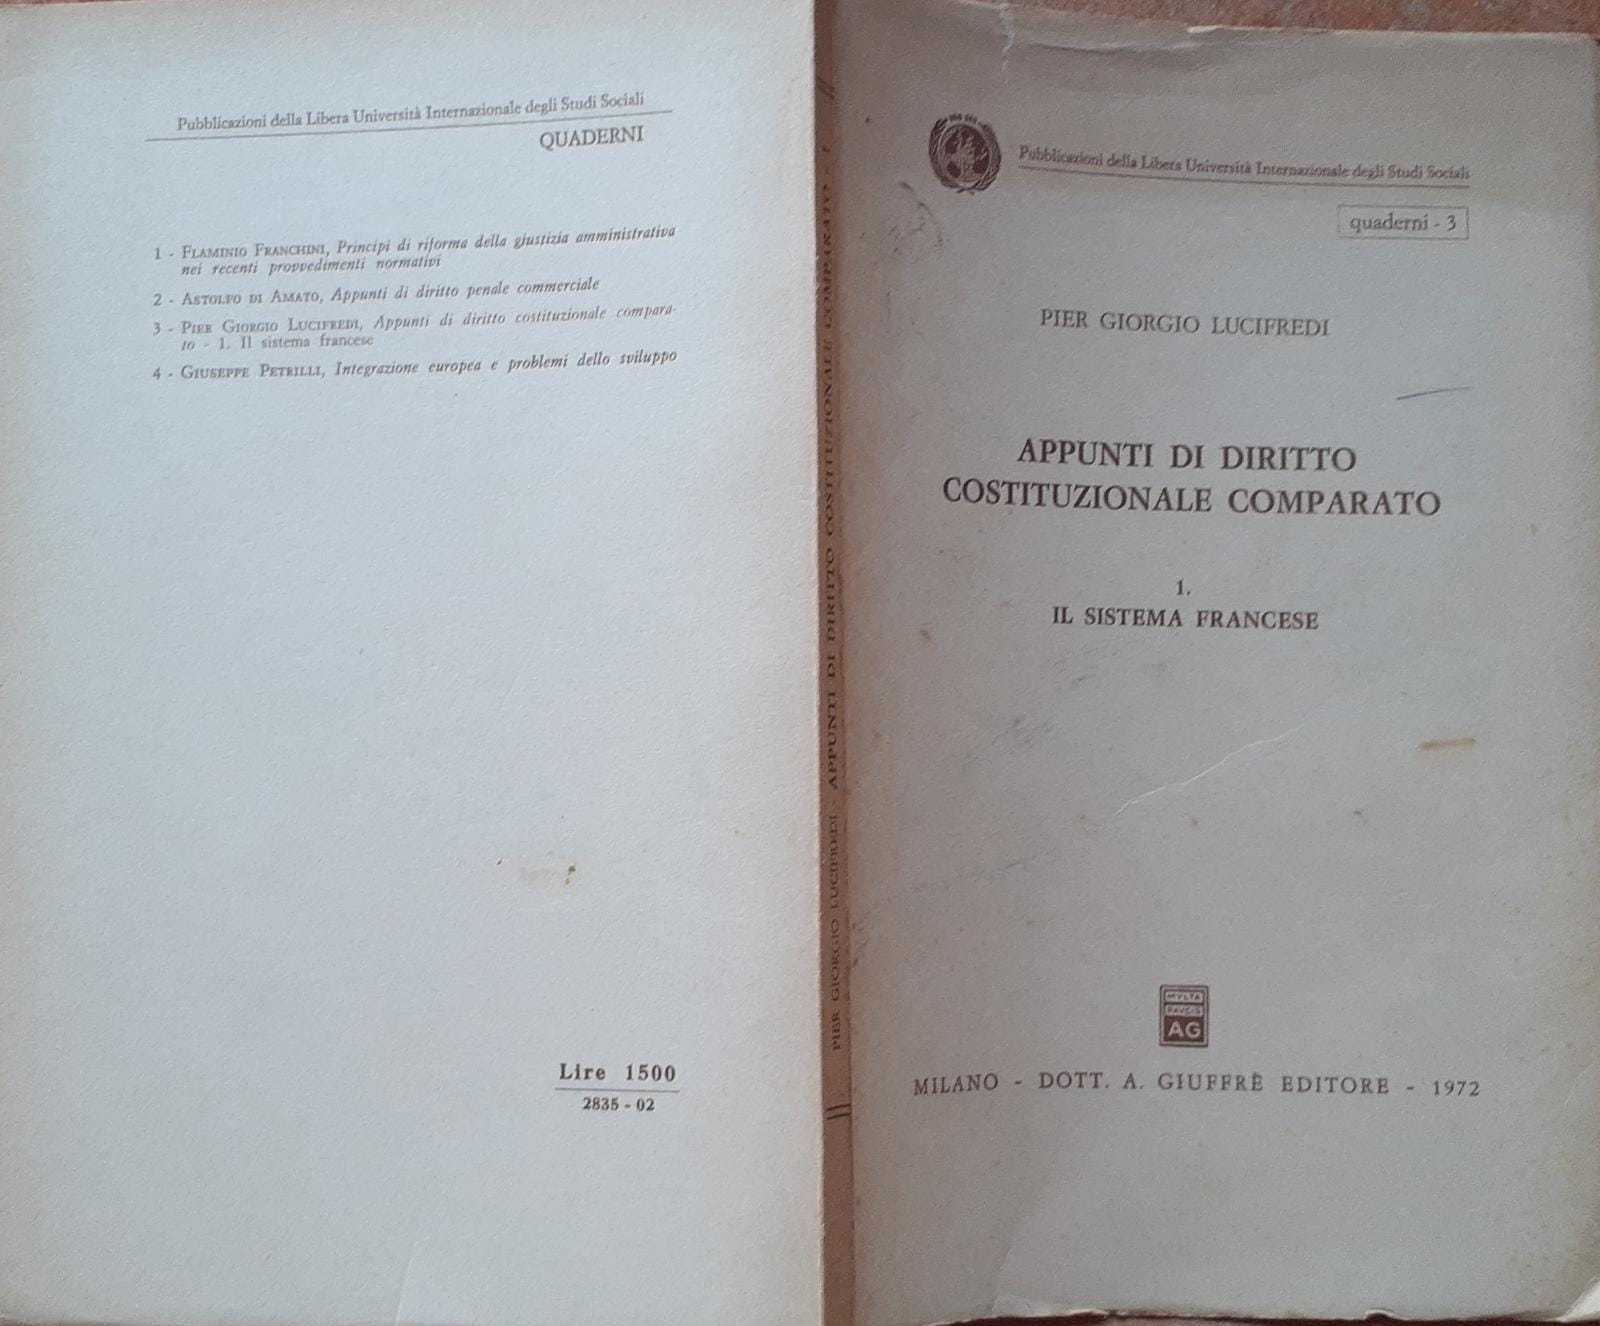 Pubblicazioni della Libera Università Internazionale degli Studi Sociali
QUADERNI
1 - FLAMINIO FRANCHINI, Principi di riforma della giustizia amministrativa
nei recenti provvedimenti normativi
2 - ASTOLFO DI AMATO, Appunti di diritto penale commerciale
3 - PIER GIORGIO LUCIFREDI, Appunti di diritto costituzionale compara-
to - 1. Il sistema francese
4 - GIUSEPPE PETRILLI, Integrazione europea e problemi dello sviluppo
Lire 1500
2835 - 02
PIER GIORGIO LUCIFREDI - APPUNTI DI DIRITTO COSTITUZIONALE COMPARATO - 1
Pubblicazioni della Libera Università Internazionale degli Studi Sociali
quaderni - 3
PIER GIORGIO LUCIFREDI
APPUNTI DI DIRITTO
COSTITUZIONALE COMPARATO
1.
IL SISTEMA FRANCESE
MVLTA
PAVCIS
AG
MILANO - DOTT. A. GIUFFRÈ EDITORE - 1972